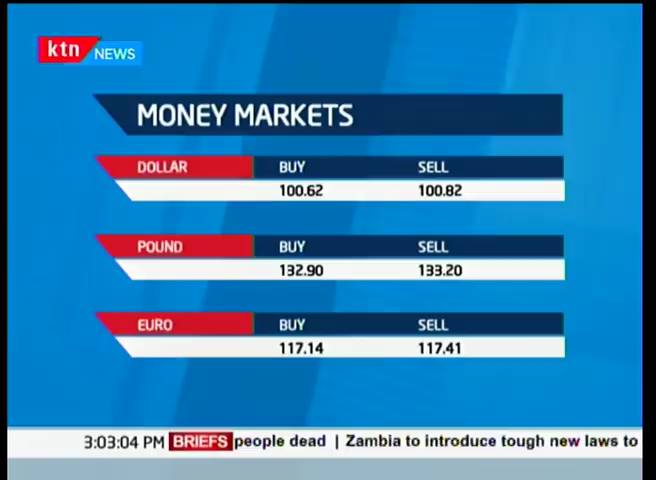 ktn NEWS
MONEY MARKETS
DOLLAR BUY SELL
100.62 100.82
POUND BUY SELL
132.90 133.20
EURO BUY SELL
117.14 117.41
3:03:04 PM BRIEFS people dead | Zambia to introduce tough new laws to